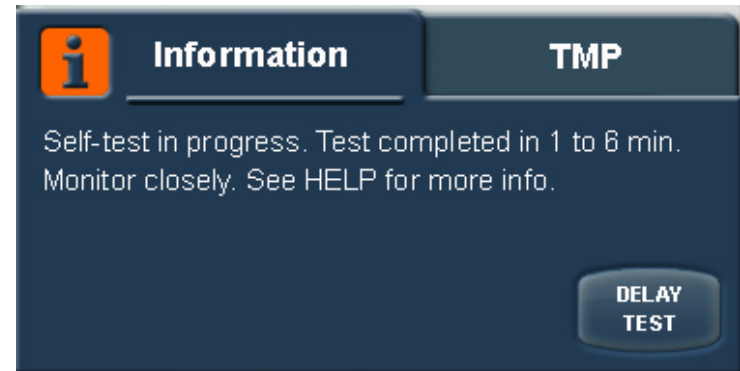 i
Information
TMP
Self-test in progress. Test completed in 1 to 6 min.
Monitor closely. See HELP for more info.
DELAY
TEST